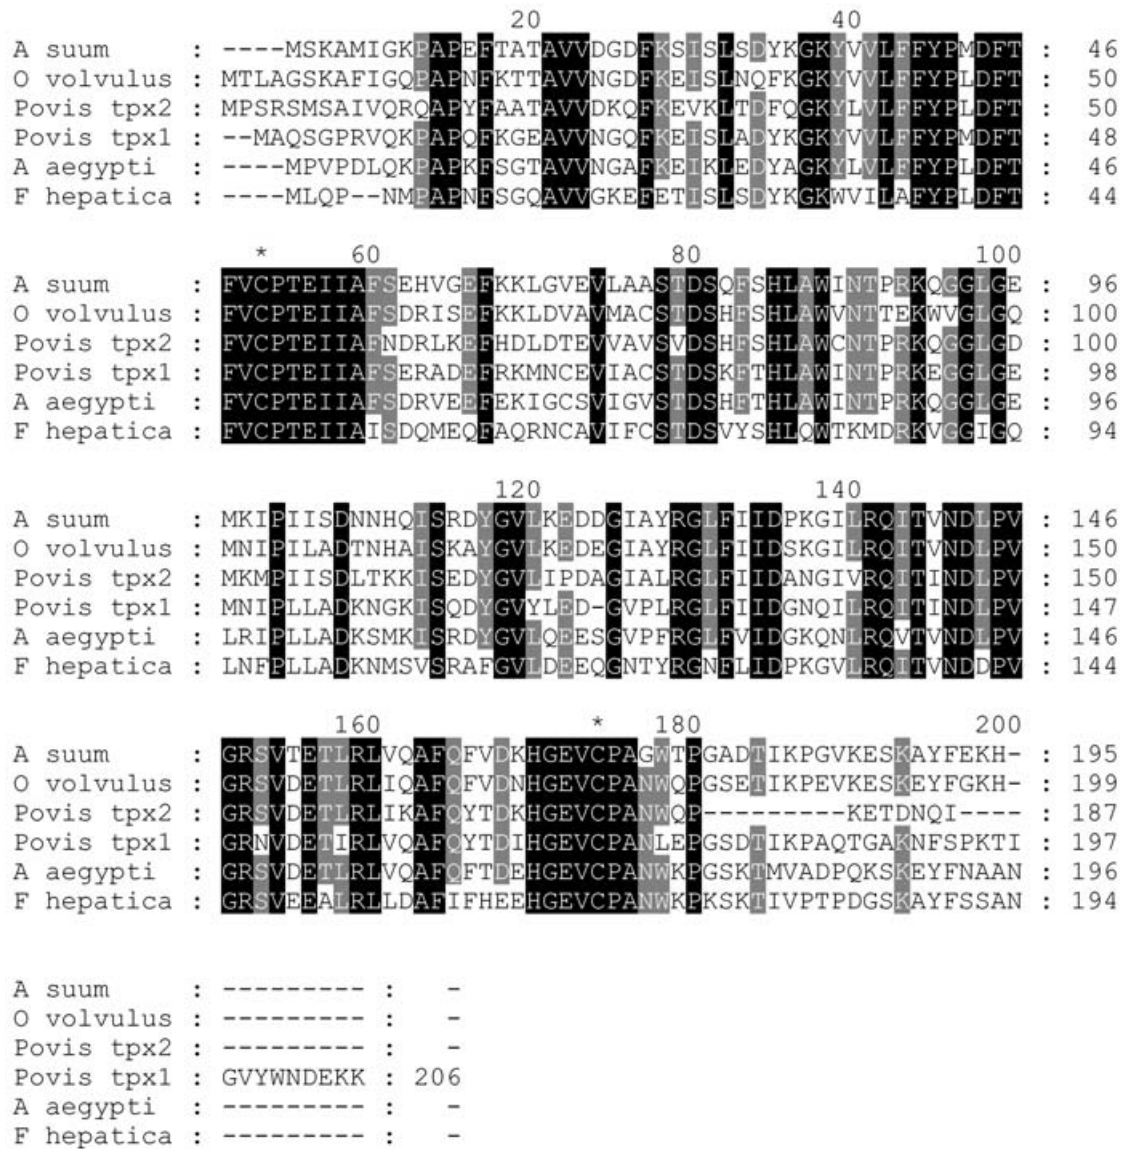 20 40
A suum : ----MSKAMIGKPAPEFTATAVVDGDFKSISLSDYKGKYVVLFFYPMDFT : 46
O volvulus : MTLAGSKAFIGQPAPNFKTTAVVNGDFKEISLNQFKGKYVVLFFYPLDFT : 50
Povis tpx2 : MPSRSMSAIVQRQAPYFAATAVVDKQFKEVKLTDFQGKYLVLFFYPLDFT : 50
Povis tpx1 : --MAQSGPRVQKPAPQFKGEAVVNGQFKEISLADYKGKYVVLFFYPMDFT : 48
A aegypti : ----MPVPDLQKPAPKFSGTAVVNGAFKEIKLEDYAGKYLVLFFYPLDFT : 46
F hepatica : ----MLQP--NMPAPNFSGQAVVGKEFETISLSDYKGKWVILAFYPLDFT : 44
* 60 80 100
A suum : FVCPTEIIAFSEHVGEFKKLGVEVLAASTDSQFSHLAWINTPRKQGGLGE : 96
O volvulus : FVCPTEIIAFSDRISEFKKLDVAVMACSTDSHFSHLAWVNTTEKWVGLGQ : 100
Povis tpx2 : FVCPTEIIAFNDRLKEFHDLDTEVVAVSVDSHFSHLAWCNTPRKQGGLGD : 100
Povis tpx1 : FVCPTEIIAFSERADEFRKMNCEVIACSTDSKFTHLAWINTPRKEGGLGE : 98
A aegypti : FVCPTEIIAFSDRVEEFEKIGCSVIGVSTDSHFTHLAWINTPRKQGGLGE : 96
F hepatica : FVCPTEIIAISDQMEQFAQRNCAVIFCSTDSVYSHLQWTKMDRKVGGIGQ : 94
120 140
A suum : MKIPIISDNNHQISRDYGVLKEDDGIAYRGLFIIDPKGILRQITVNDLPV : 146
O volvulus : MNIPILADTNHAISKAYGVLKEDEGIAYRGLFIIDSKGILRQITVNDLPV : 150
Povis tpx2 : MKMPIISDLTKKISEDYGVLIPDAGIALRGLFIIDANGIVRQITINDLPV : 150
Povis tpx1 : MNIPLLADKNGKISQDYGVYLED-GVPLRGLFIIDGNQILRQITINDLPV : 147
A aegypti : LRIPLLADKSMKISRDYGVLQEESGVPFRGLFVIDGKQNLRQVTVNDLPV : 146
F hepatica : LNFPLLADKNMSVSRAFGVLDEEQGNTYRGNFLIDPKGVLRQITVNDDPV : 144
160 * 180 200
A suum : GRSVTETLRLVQAFQFVDKHGEVCPAGWTPGADTIKPGVKESKAYFEKH- : 195
O volvulus : GRSVDETLRLIQAFQFVDNHGEVCPANWQPGSETIKPEVKESKEYFGKH- : 199
Povis tpx2 : GRSVDETLRLIKAFQYTDKHGEVCPANWQP---------KETDNQI---- : 187
Povis tpx1 : GRNVDETIRLVQAFQYTDIHGEVCPANLEPGSDTIKPAQTGAKNFSPKTI : 197
A aegypti : GRSVDETLRLVQAFQFTDEHGEVCPANWKPGSKTMVADPQKSKEYFNAAN : 196
F hepatica : GRSVEEALRLLDAFIFHEEHGEVCPANWKPKSKTIVPTPDGSKAYFSSAN : 194
A suum : --------- : -
O volvulus : --------- : -
Povis tpx2 : --------- : -
Povis tpx1 : GVYWNDEKK : 206
A aegypti : --------- : -
F hepatica : --------- : -